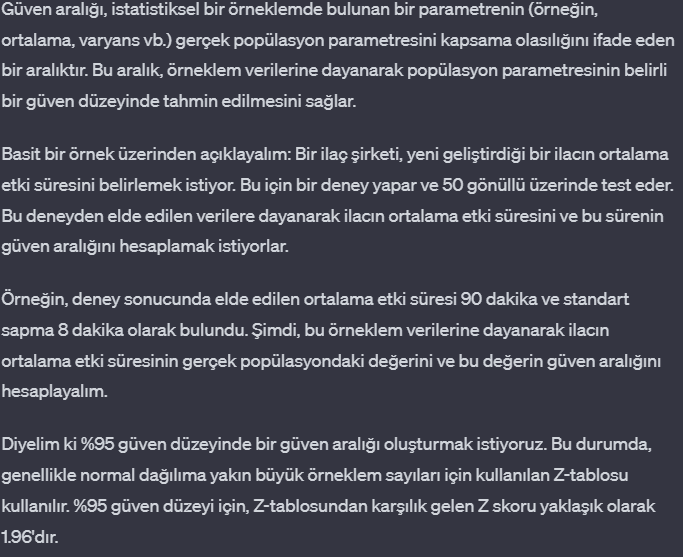 Güven aralığı, istatistiksel bir örneklemde bulunan bir parametrenin (örneğin,
ortalama, varyans vb.) gerçek popülasyon parametresini kapsama olasılığını ifade eden
bir aralıktır. Bu aralık, örneklem verilerine dayanarak popülasyon parametresinin belirli
bir güven düzeyinde tahmin edilmesini sağlar.
Basit bir örnek üzerinden açıklayalım: Bir ilaç şirketi, yeni geliştirdiği bir ilacın ortalama
etki süresini belirlemek istiyor. Bu için bir deney yapar ve 50 gönüllü üzerinde test eder.
Bu deneyden elde edilen verilere dayanarak ilacın ortalama etki süresini ve bu sürenin
güven aralığını hesaplamak istiyorlar.
Örneğin, deney sonucunda elde edilen ortalama etki süresi 90 dakika ve standart
sapma 8 dakika olarak bulundu. Şimdi, bu örneklem verilerine dayanarak ilacın
ortalama etki süresinin gerçek popülasyondaki değerini ve bu değerin güven aralığını
hesaplayalım.
Diyelim ki %95 güven düzeyinde bir güven aralığı oluşturmak istiyoruz. Bu durumda,
genellikle normal dağılıma yakın büyük örneklem sayıları için kullanılan Z-tablosu
kullanılır. %95 güven düzeyi için, Z-tablosundan karşılık gelen Z skoru yaklaşık olarak
1.96'dır.